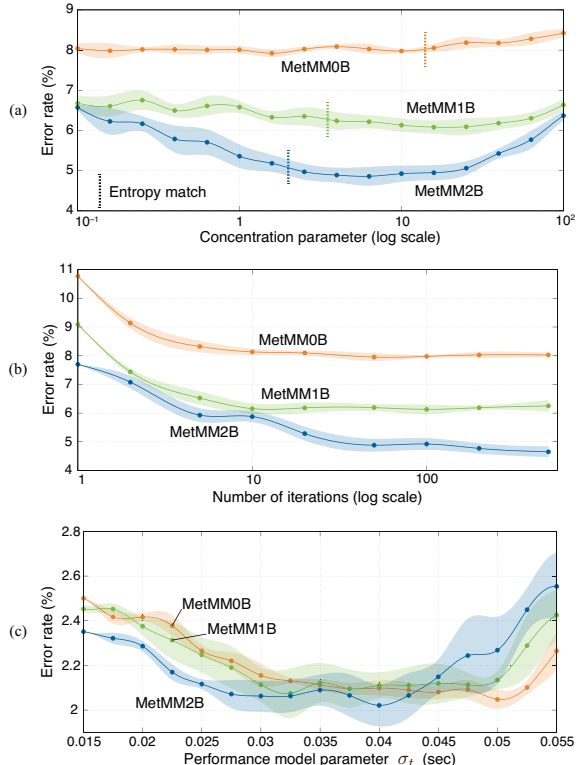 (a)
Error rate (%)
9
8
7
6
5
4
MetMM0B
MetMM1B
MetMM2B
Entropy match
10⁻¹ 1 10 10²
Concentration parameter (log scale)
(b)
Error rate (%)
11
10
9
8
7
6
5
4
MetMM0B
MetMM1B
MetMM2B
1 10 100
Number of iterations (log scale)
(c)
Error rate (%)
2.8
2.6
2.4
2.2
2
MetMM0B
MetMM1B
MetMM2B
0.015 0.02 0.025 0.03 0.035 0.04 0.045 0.05 0.055
Performance model parameter σt (sec)